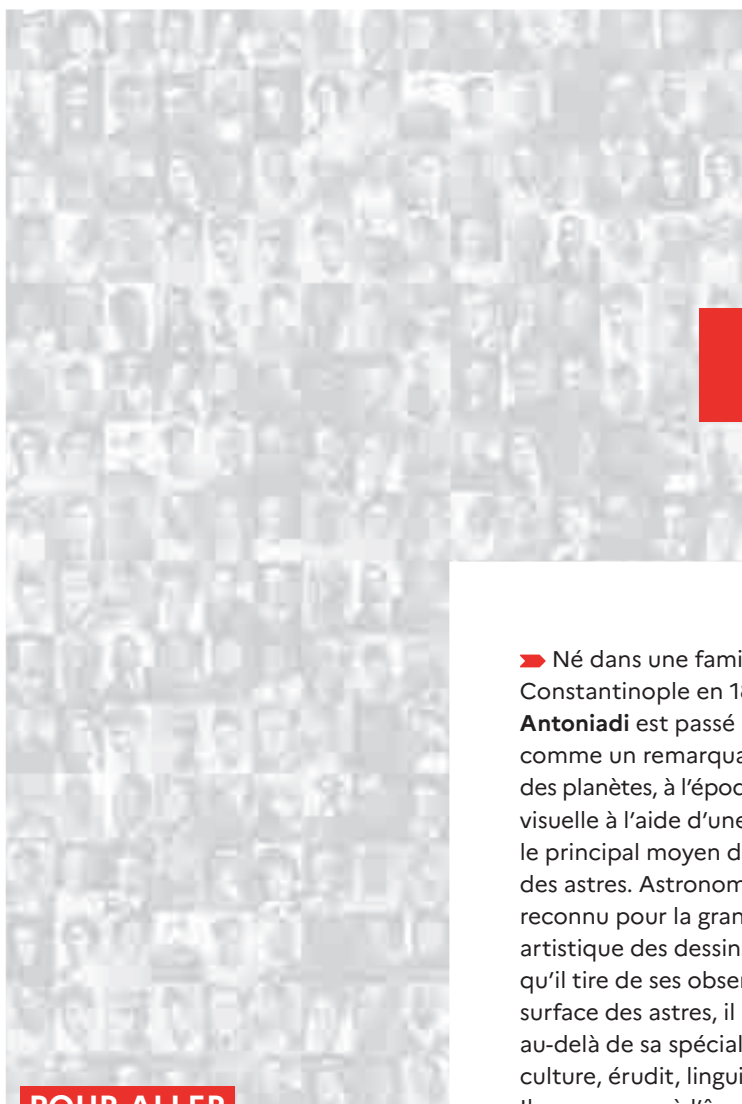 Né dans une fami
Constantinople en 18
Antoniadi est passé
comme un remarqua
des planètes, à l'épo
visuelle à l'aide d'une
le principal moyen d
des astres. Astronom
reconnu pour la gran
artistique des dessin
qu'il tire de ses obser
surface des astres, il
au-delà de sa spécial
culture, érudit, lingui
POUR ALLER